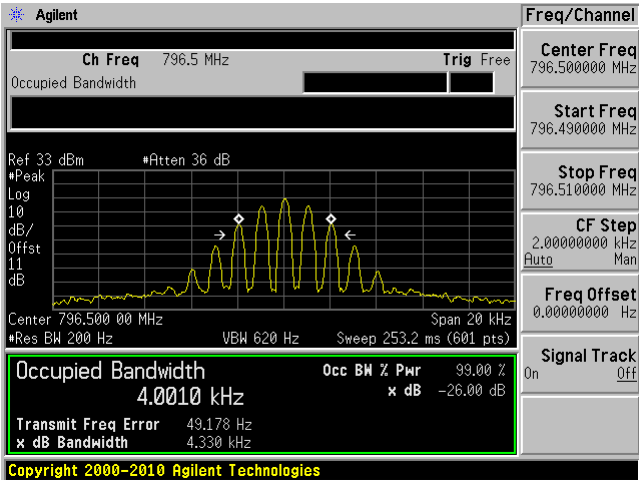 Agilent
Freq/Channel
Ch Freq 796.5 MHz Trig Free
Occupied Bandwidth
Center Freq
796.500000 MHz
Start Freq
796.490000 MHz
Stop Freq
796.510000 MHz
CF Step
2.00000000 kHz
Auto Man
Freq Offset
0.00000000 Hz
Signal Track
On Off
Ref 33 dBm #Atten 36 dB
#Peak
Log
10
dB/
Offst
11
dB
Center 796.500 00 MHz Span 20 kHz
#Res BW 200 Hz VBW 620 Hz Sweep 253.2 ms (601 pts)
Occupied Bandwidth Occ BW % Pwr 99.00 %
4.0010 kHz x dB -26.00 dB
Transmit Freq Error 49.178 Hz
x dB Bandwidth 4.330 kHz
Copyright 2000-2010 Agilent Technologies